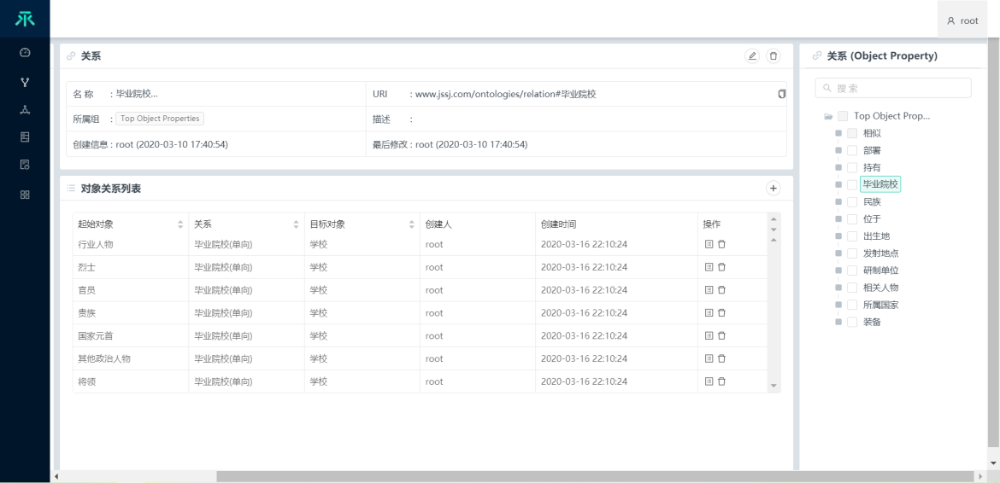 root
关系
名 称 : 毕业院校... URI : www.jssj.com/ontologies/relation#毕业院校
所属组 : Top Object Properties 描述 :
创建信息 : root (2020-03-10 17:40:54) 最后修改 : root (2020-03-10 17:40:54)
对象关系列表
起始对象 关系 目标对象 创建人 创建时间 操作
行业人物 毕业院校(单向) 学校 root 2020-03-16 22:10:24
烈士 毕业院校(单向) 学校 root 2020-03-16 22:10:24
官员 毕业院校(单向) 学校 root 2020-03-16 22:10:24
贵族 毕业院校(单向) 学校 root 2020-03-16 22:10:24
国家元首 毕业院校(单向) 学校 root 2020-03-16 22:10:24
其他政治人物 毕业院校(单向) 学校 root 2020-03-16 22:10:24
将领 毕业院校(单向) 学校 root 2020-03-16 22:10:24
关系 (Object Property)
搜 索
Top Object Prop...
相似
部署
持有
毕业院校
民族
位于
出生地
发射地点
研制单位
相关人物
所属国家
装备